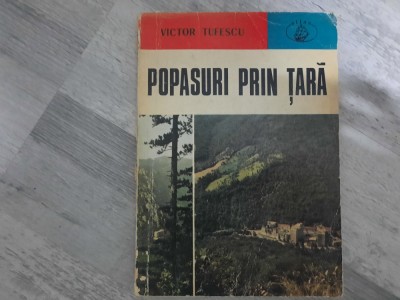 VICTOR TUFESCU
POPASURI PRIN ȚARĂ